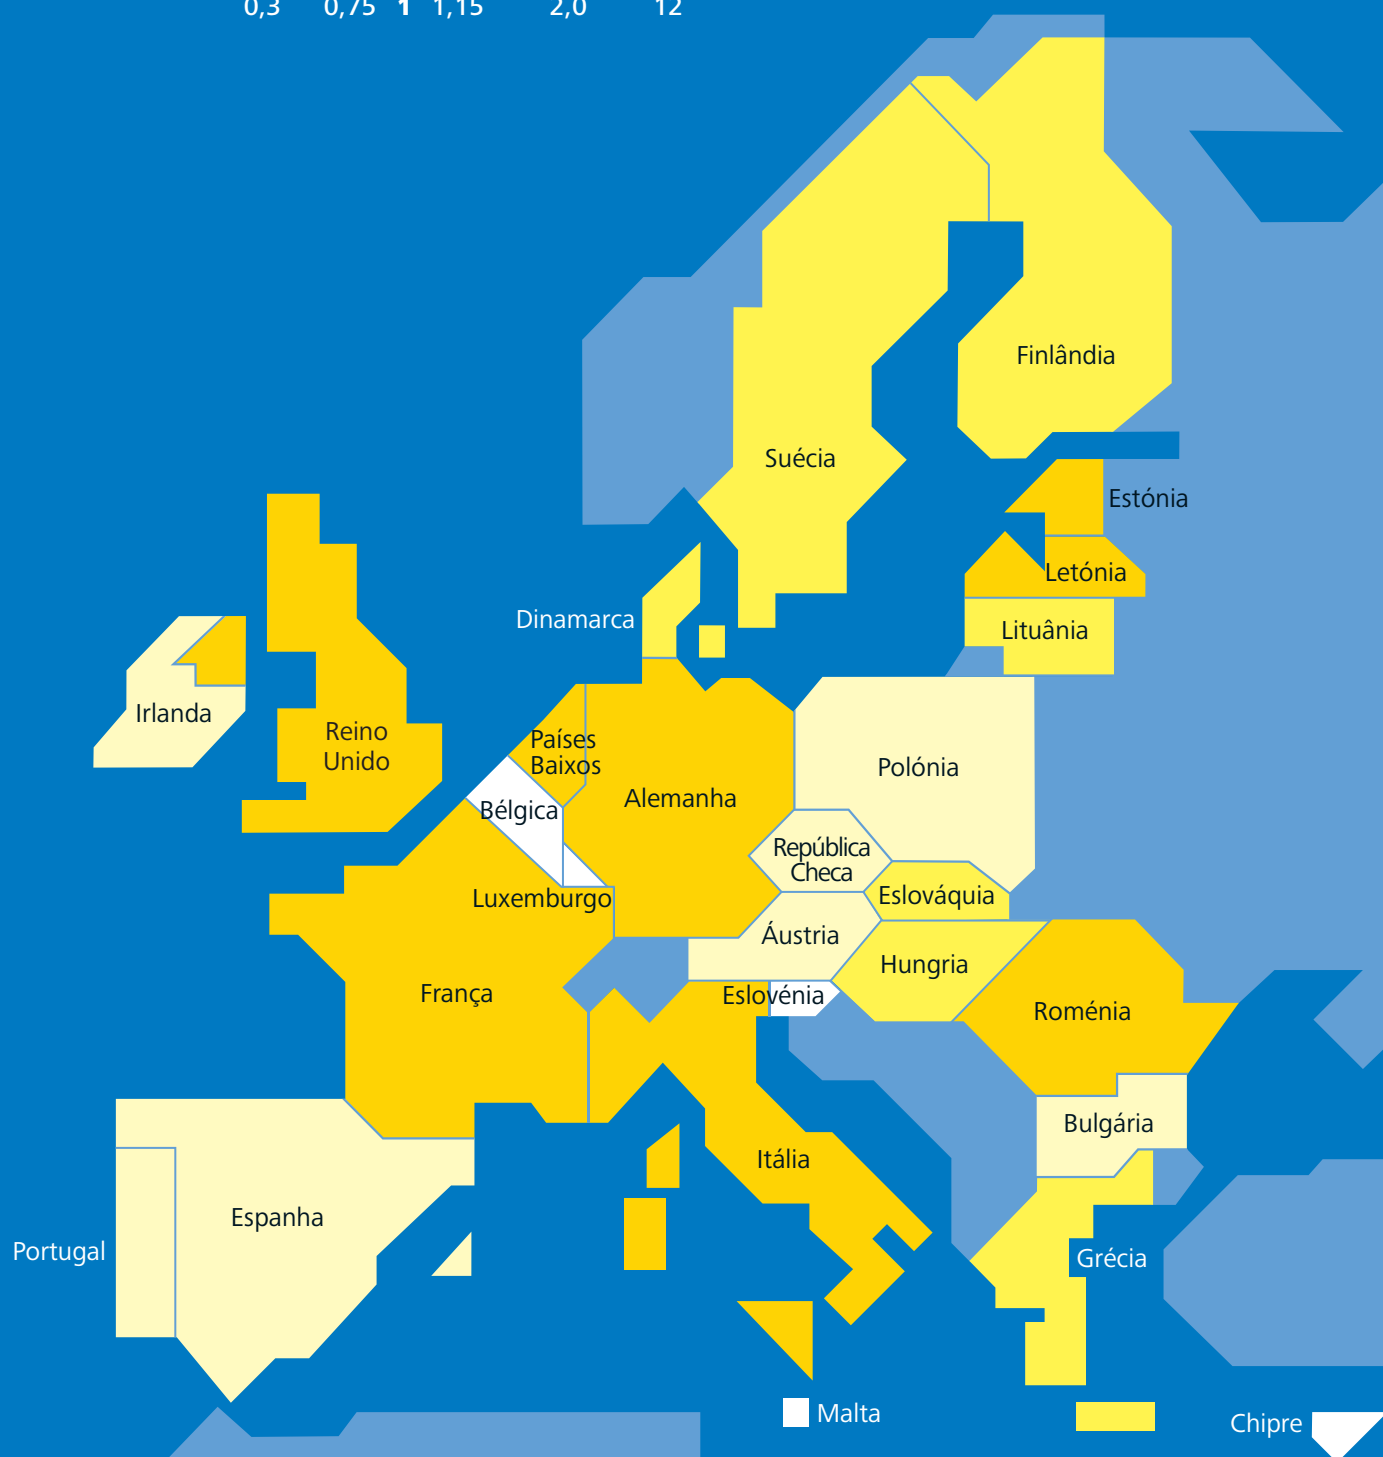 0,3 0,75 1 1,15 2,0 12
Finlândia
Suécia
Estónia
Letónia
Dinamarca
Lituânia
Irlanda
Reino
Unido
Países
Baixos
Polónia
Alemanha
Bélgica
República
Checa
Luxemburgo
Eslováquia
Áustria
Hungria
França
Eslovénia
Roménia
Bulgária
Itália
Espanha
Portugal
Grécia
Malta
Chipre